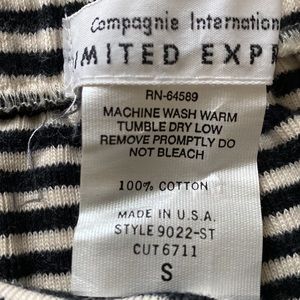 Compagnie Internation
IMITED EXPR
RN-64589
MACHINE WASH WARM
TUMBLE DRY LOW
REMOVE PROMPTLY DO
NOT BLEACH
100% COTTON
MADE IN U.S.A.
STYLE 9022-ST
CUT 6711
S